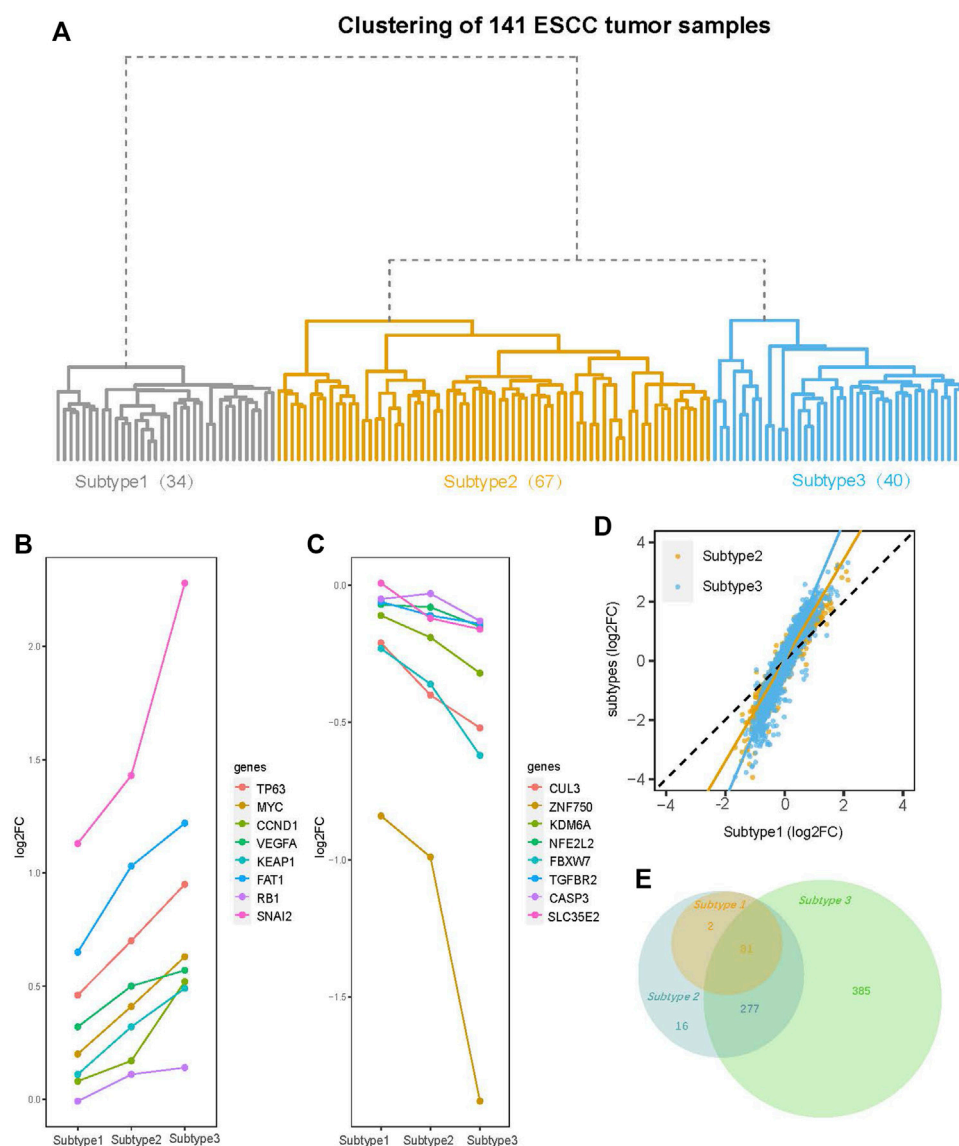 A
Clustering of 141 ESCC tumor samples
Subtype1 (34)
Subtype2 (67)
Subtype3 (40)
B
log2FC
2.0
1.5
1.0
0.5
0.0
Subtype1 Subtype2 Subtype3
genes
TP63
MYC
CCND1
VEGFA
KEAP1
FAT1
RB1
SNAI2
C
log2FC
0.0
−0.5
−1.0
−1.5
Subtype1 Subtype2 Subtype3
genes
CUL3
ZNF750
KDM6A
NFE2L2
FBXW7
TGFBR2
CASP3
SLC35E2
D
subtypes (log2FC)
4
2
0
−2
−4
Subtype2
Subtype3
−4 −2 0 2 4
Subtype1 (log2FC)
E
Subtype 1
2
Subtype 3
Subtype 2
277
385
16